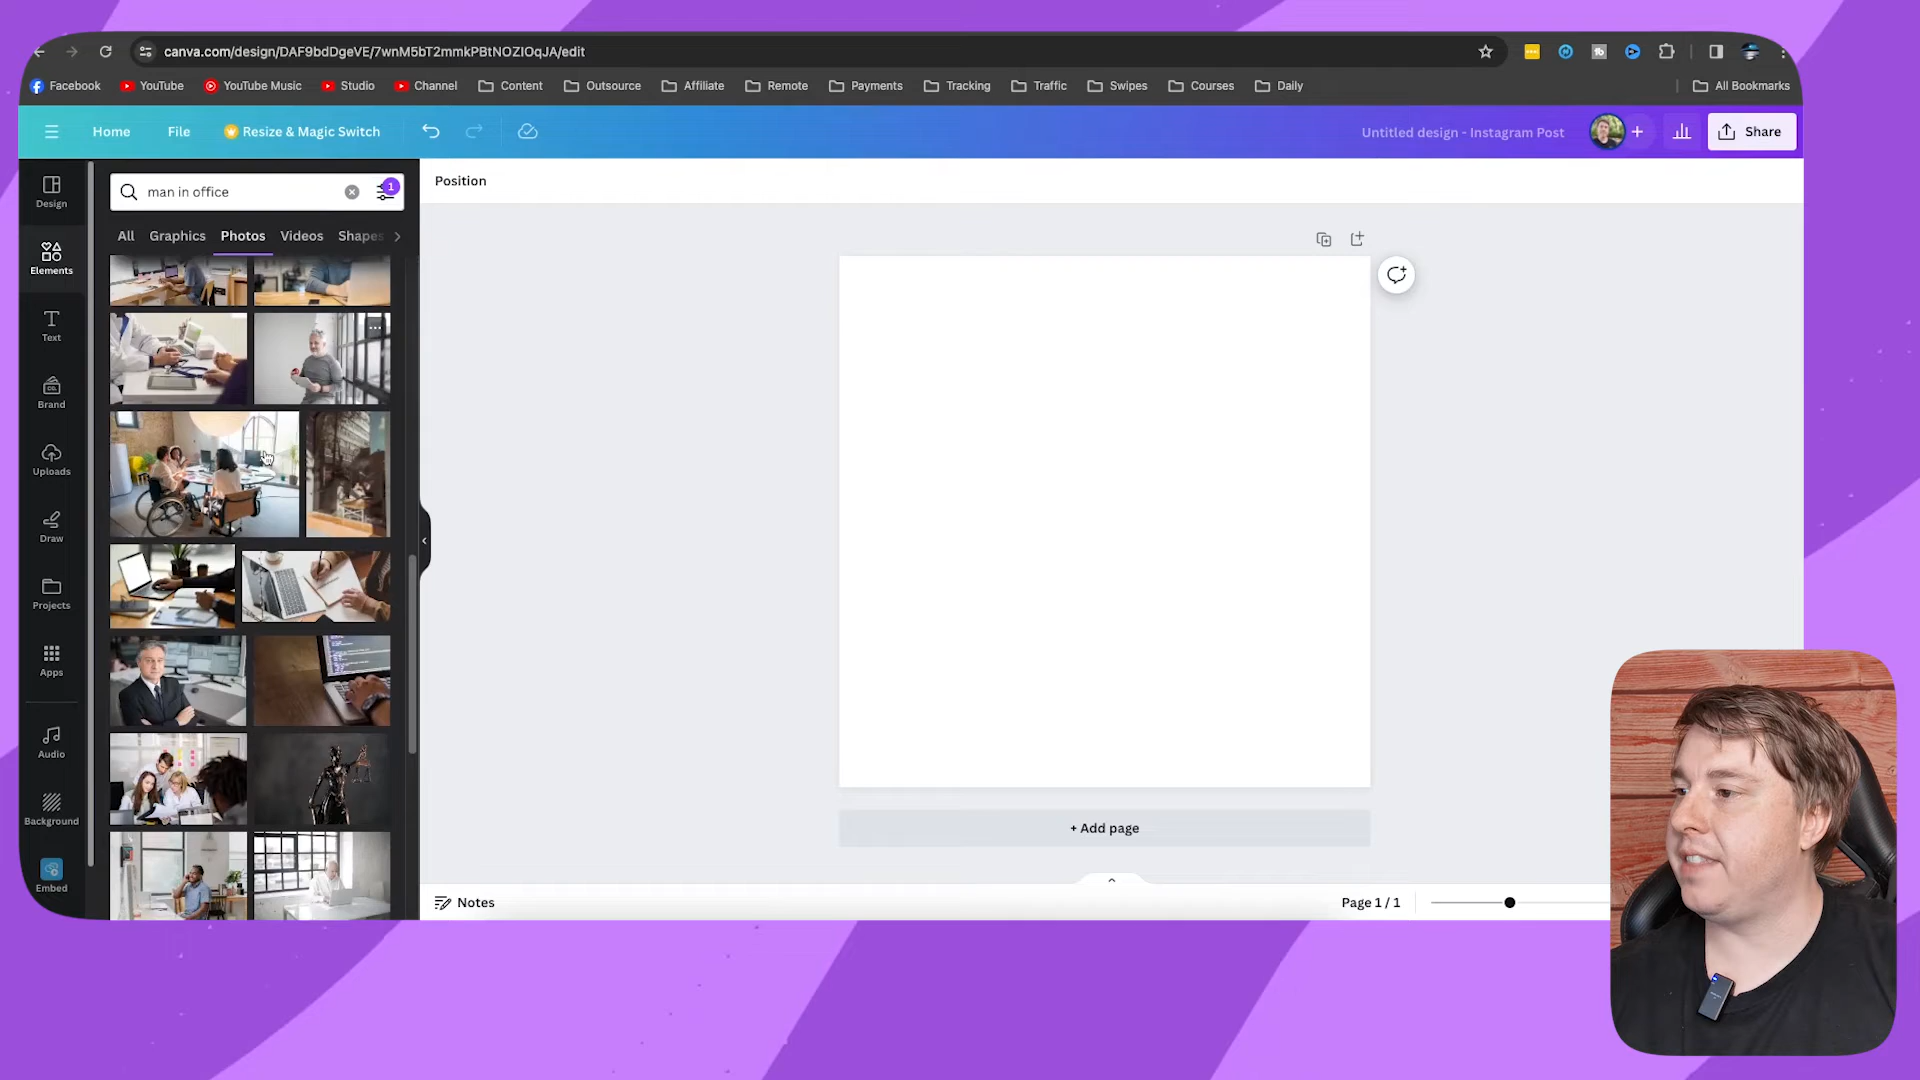 canva.com/design/DAF9bdDgeVE/7wnM5bT2mmkPBtNOZIOqJA/edit
Facebook YouTube YouTube Music Studio Channel Content Outsource Affiliate Remote Payments Tracking Traffic Swipes Courses Daily All Bookmarks
Home File Resize & Magic Switch Untitled design - Instagram Post Share
Design
Elements
Text
Brand
Uploads
Draw
Projects
Apps
Audio
Background
Embed
man in office 1
All Graphics Photos Videos Shapes
Position
+ Add page
Notes Page 1 / 1